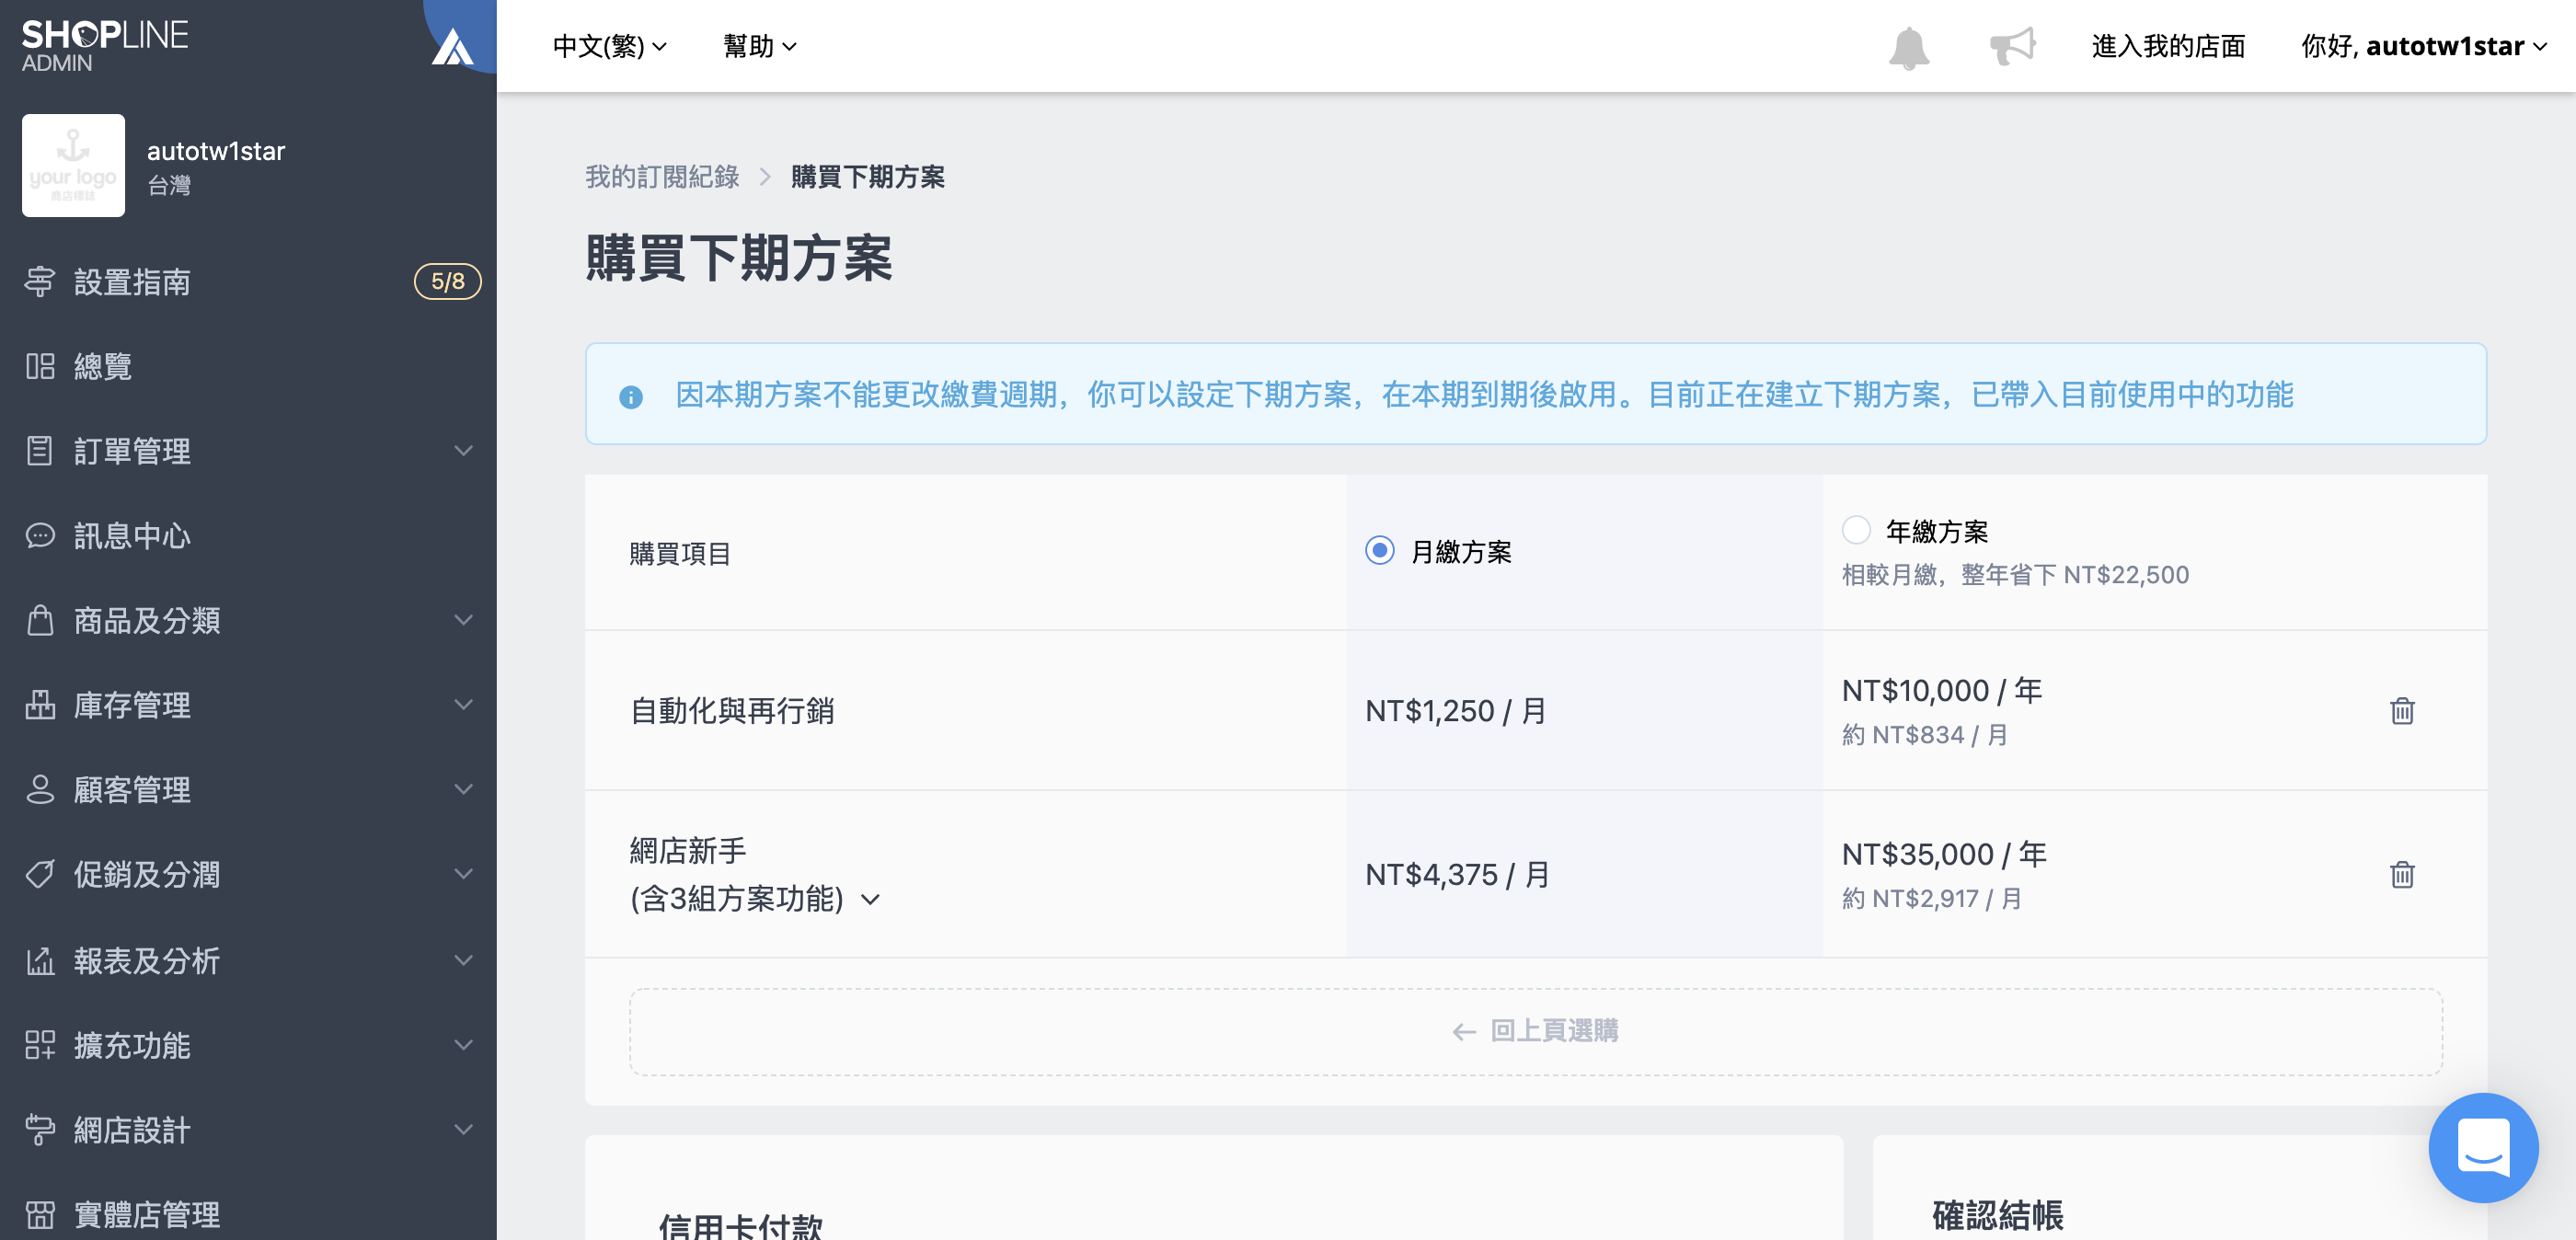 SHOPLINE
ADMIN
中文(繁)
幫助
進入我的店面
你好, autotw1star
your logo
商店標誌
autotw1star
台灣
設置指南
5/8
總覽
訂單管理
訊息中心
商品及分類
庫存管理
顧客管理
促銷及分潤
報表及分析
擴充功能
網店設計
實體店管理
我的訂閱紀錄 > 購買下期方案
購買下期方案
因本期方案不能更改繳費週期，你可以設定下期方案，在本期到期後啟用。目前正在建立下期方案，已帶入目前使用中的功能
購買項目
月繳方案
年繳方案
相較月繳，整年省下 NT$22,500
自動化與再行銷
NT$1,250 / 月
NT$10,000 / 年
約 NT$834 / 月
網店新手
(含3組方案功能)
NT$4,375 / 月
NT$35,000 / 年
約 NT$2,917 / 月
← 回上頁選購
信用卡付款
確認結帳